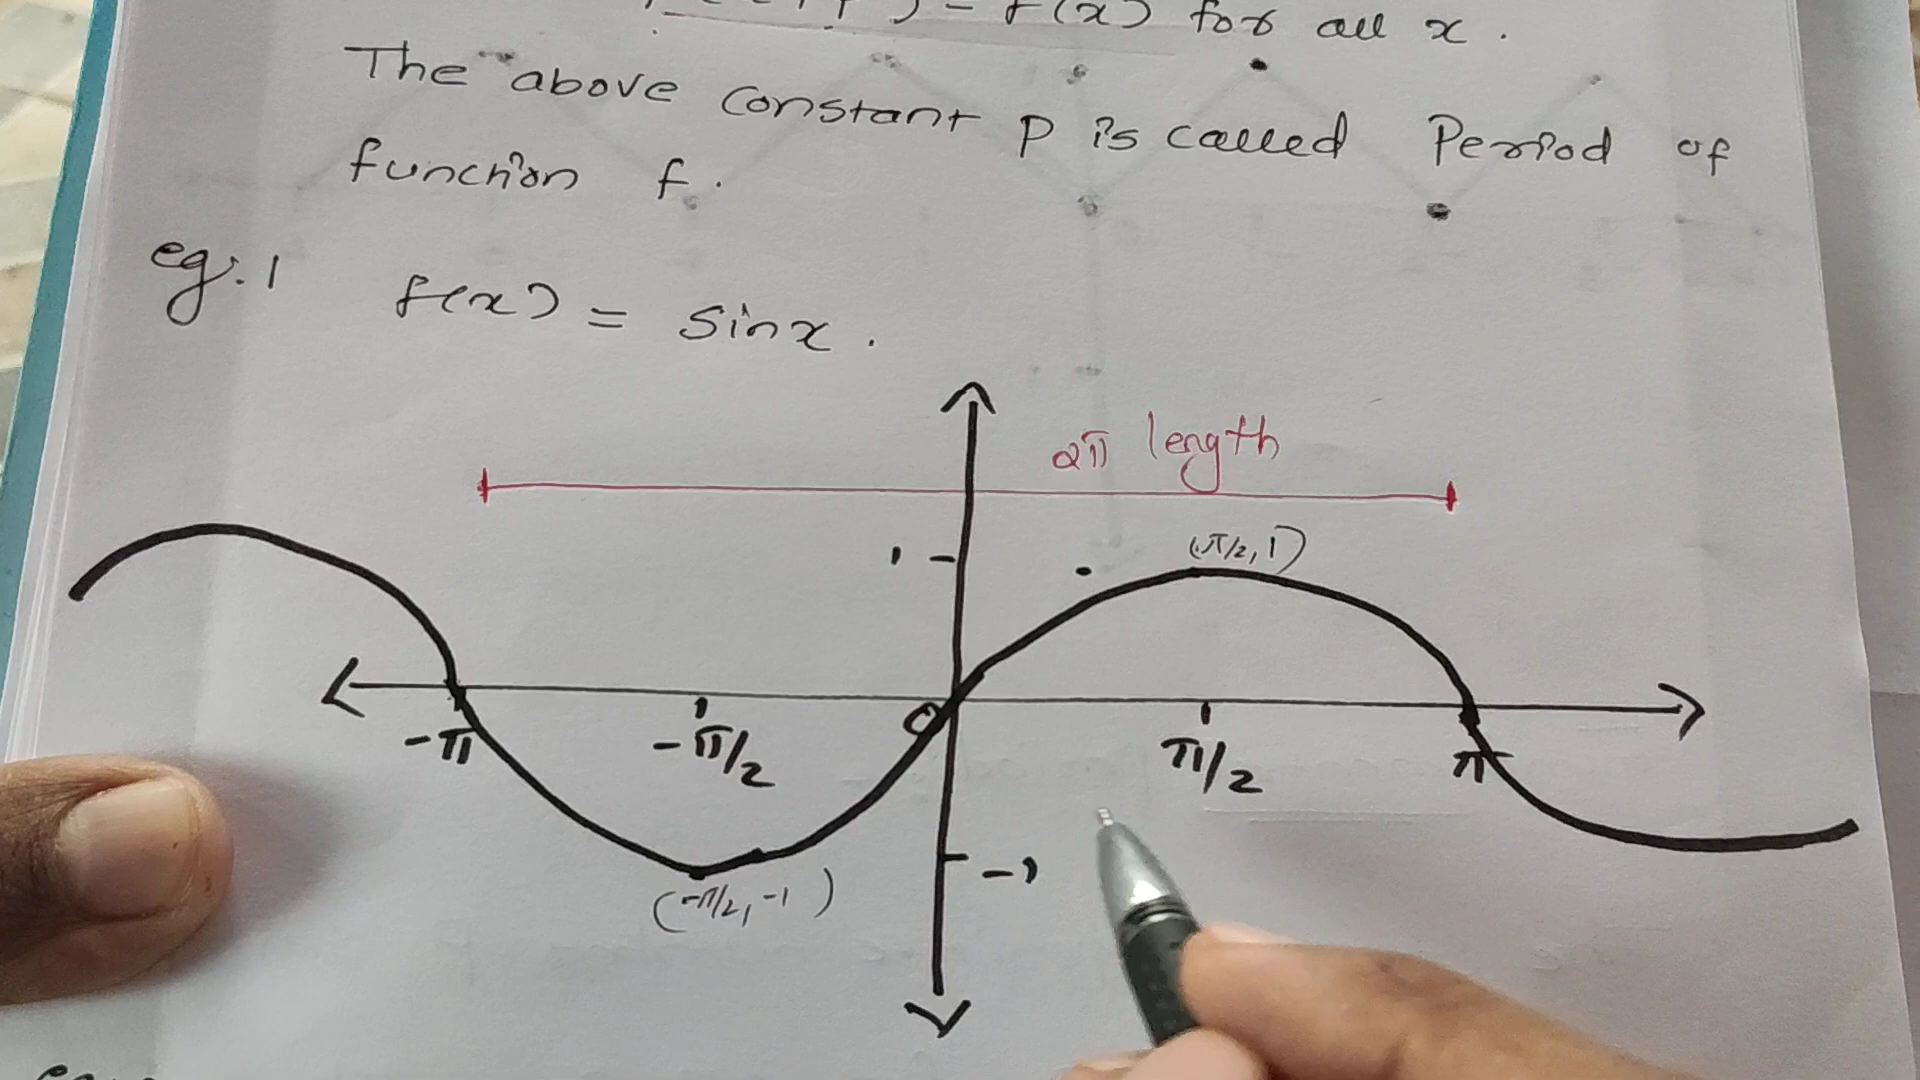 = f(x) for all x.
The above constant p is called Period of
function f.
eg:1 f(x) = sinx.
2π length
1
(π/2, 1)
-π -π/2 0 π/2 π
-1
(-π/2, -1)